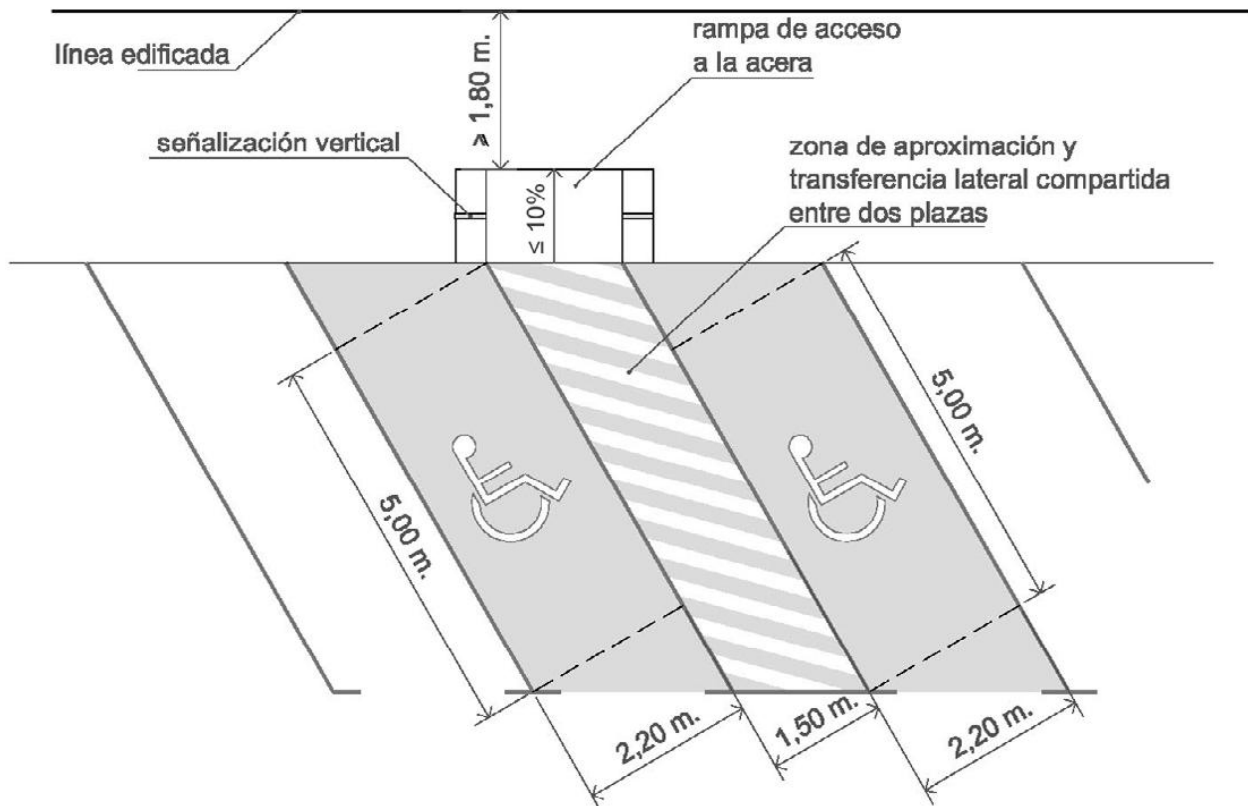 línea edificada
rampa de acceso
a la acera
≥ 1,80 m.
señalización vertical
zona de aproximación y
transferencia lateral compartida
entre dos plazas
≤ 10%
5,00 m.
5,00 m.
2,20 m.
1,50 m.
2,20 m.